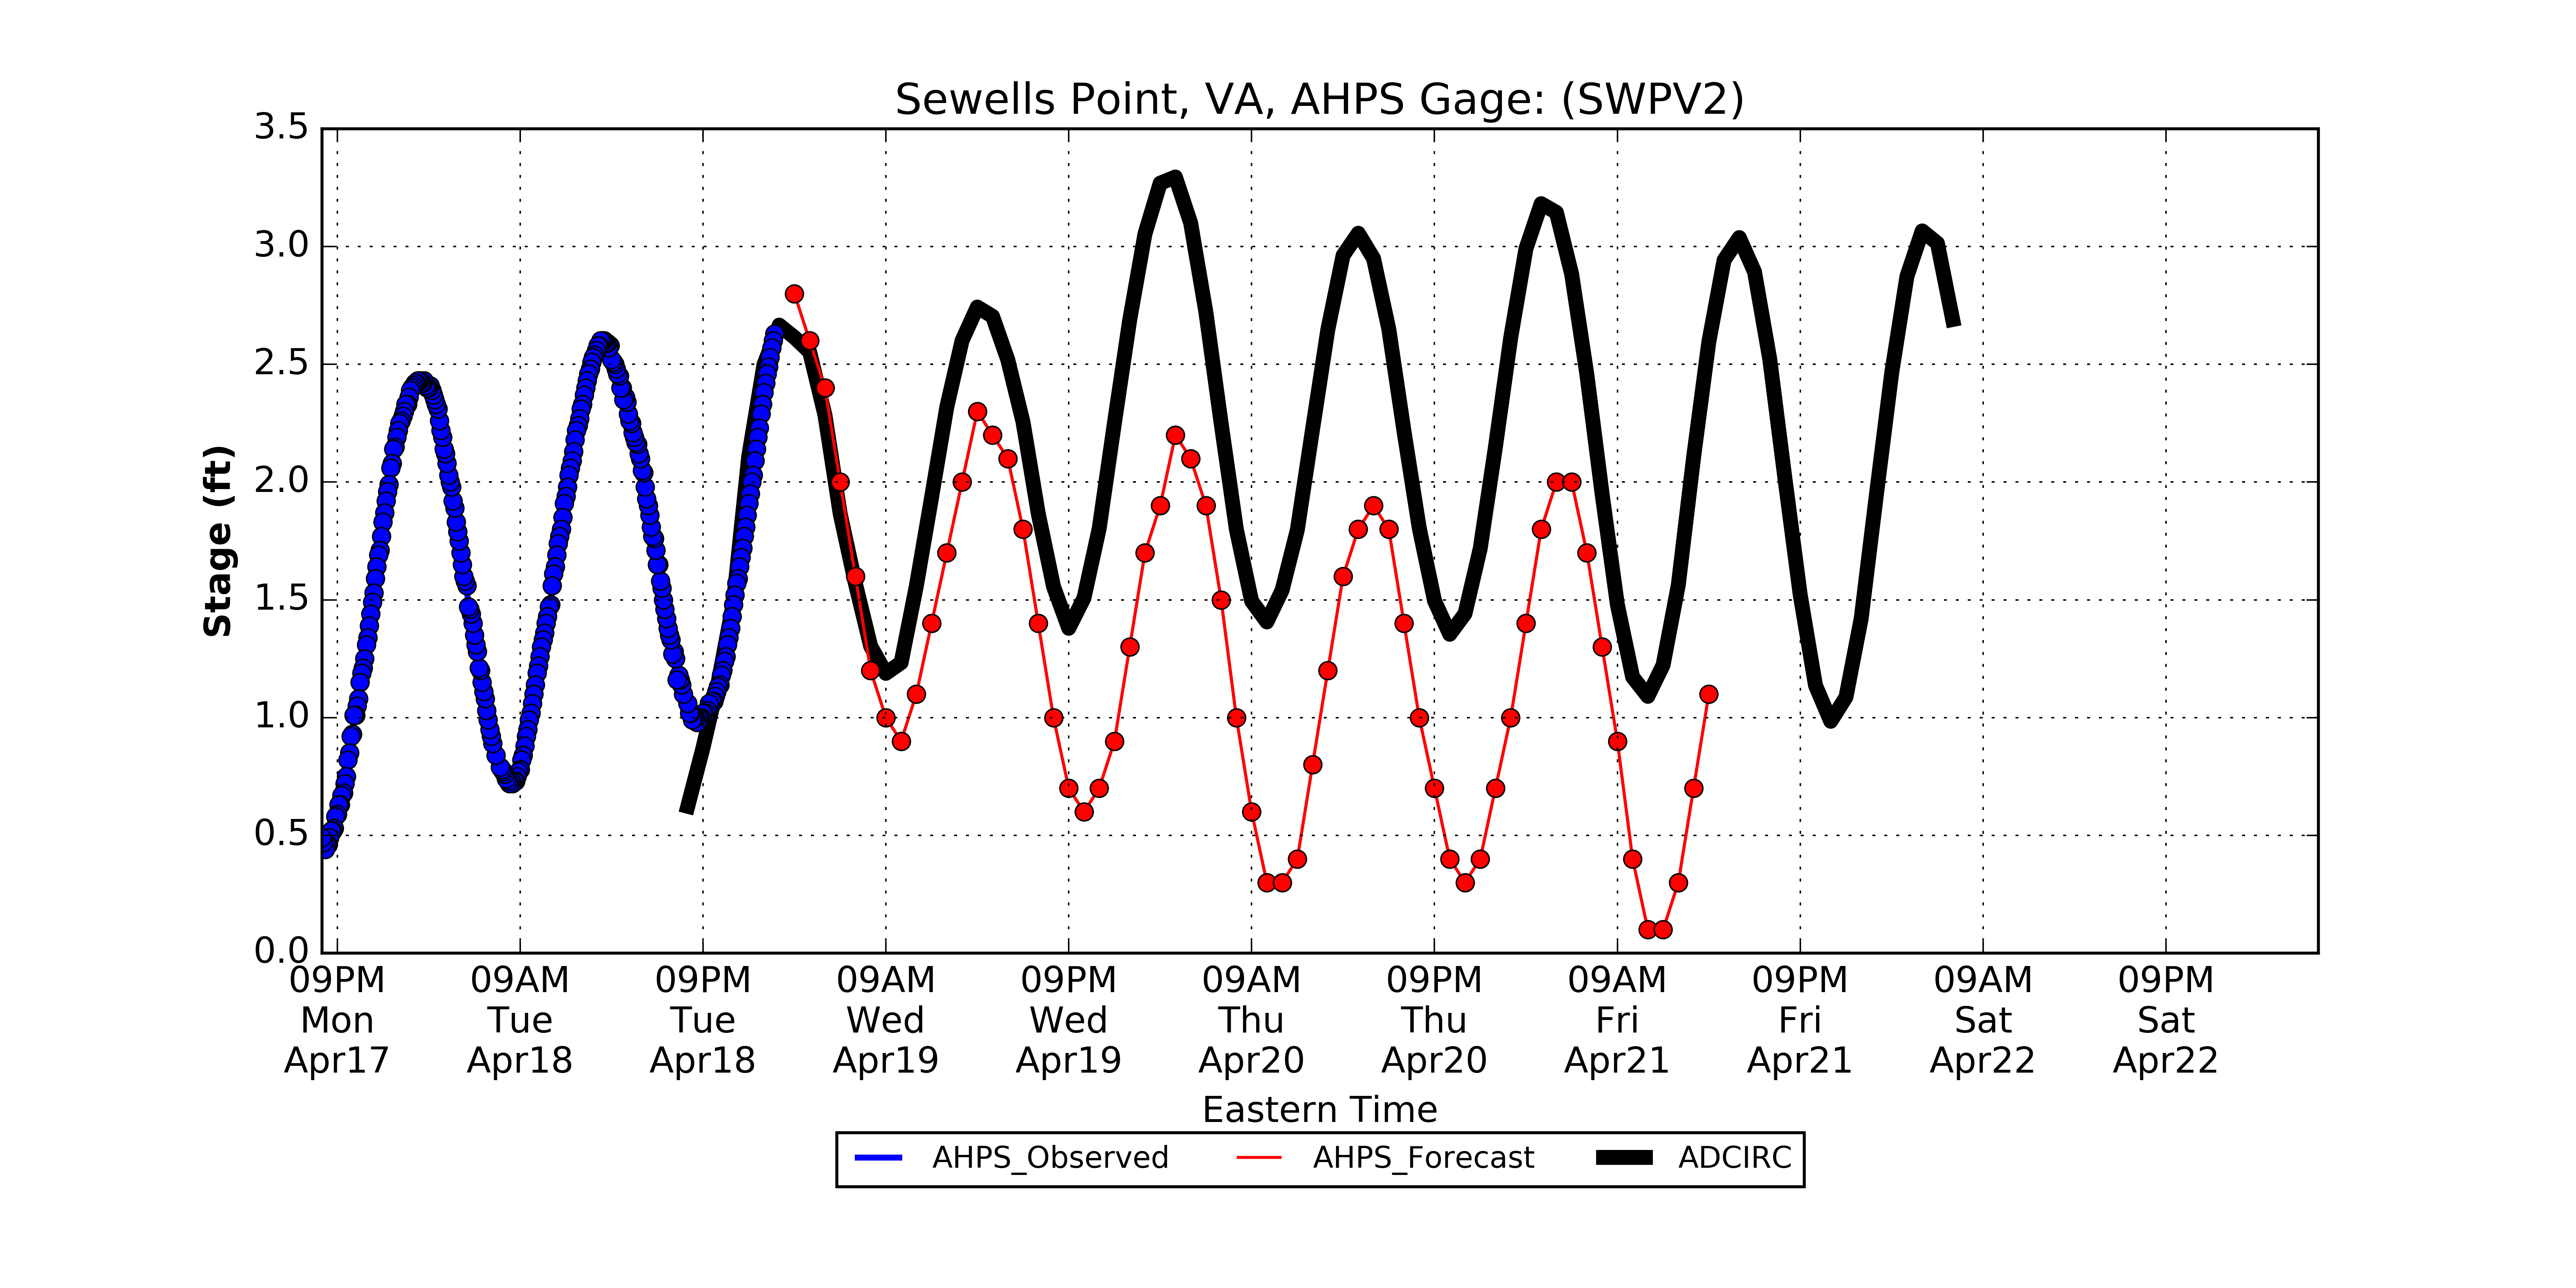 Sewells Point, VA, AHPS Gage: (SWPV2)
3.5
3.0
2.5
2.0
1.5
1.0
0.5
0.0
Stage (ft)
09PM 09AM 09PM 09AM 09PM 09AM 09PM 09AM 09PM 09AM 09PM
Mon Tue Tue Wed Wed Thu Thu Fri Fri Sat Sat
Apr17 Apr18 Apr18 Apr19 Apr19 Apr20 Apr20 Apr21 Apr21 Apr22 Apr22
Eastern Time
AHPS_Observed AHPS_Forecast ADCIRC